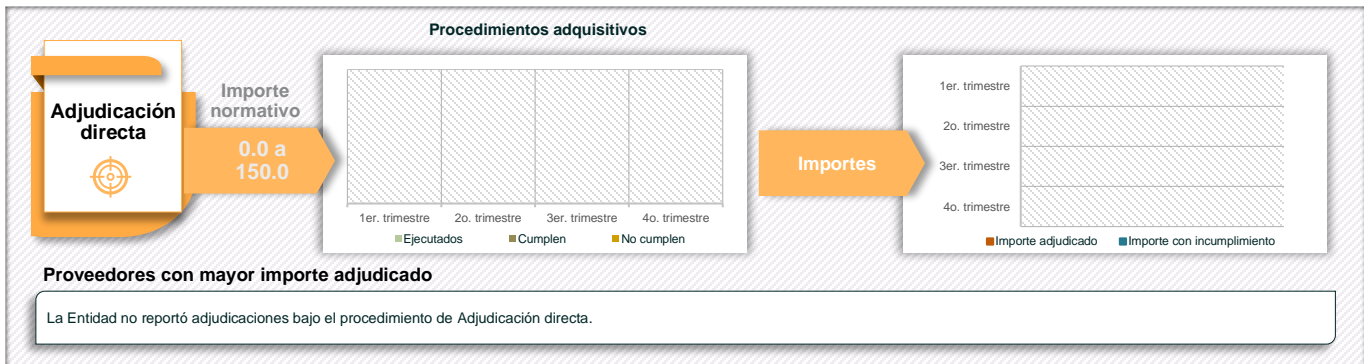 Procedimientos adquisitivos
Adjudicación
directa
Importe
normativo
0.0 a
150.0
1er. trimestre
2o. trimestre
3er. trimestre
4o. trimestre
Ejecutados
Cumplen
No cumplen
Importes
1er. trimestre
2o. trimestre
3er. trimestre
4o. trimestre
Importe adjudicado
Importe con incumplimiento
Proveedores con mayor importe adjudicado
La Entidad no reportó adjudicaciones bajo el procedimiento de Adjudicación directa.